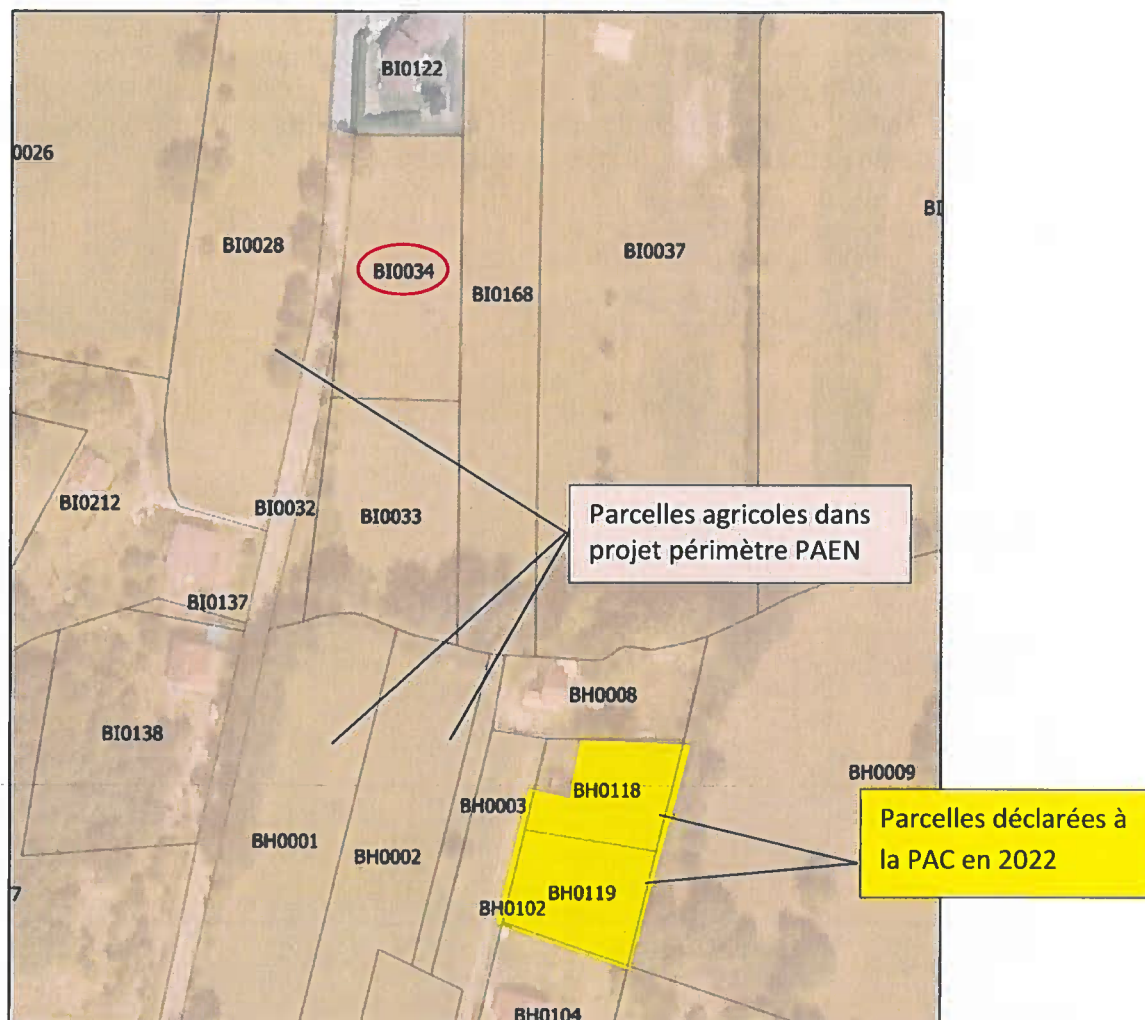 BI0122
0026
BI
BI0028
BI0034
BI0037
BI0168
BI0212
BI0032
BI0033
Parcelles agricoles dans
projet périmètre PAEN
BI0137
BH0008
BI0138
BH0009
BH0118
BH0003
Parcelles déclarées à
la PAC en 2022
BH0001
BH0002
7
BH0119
BH0102
BH0104